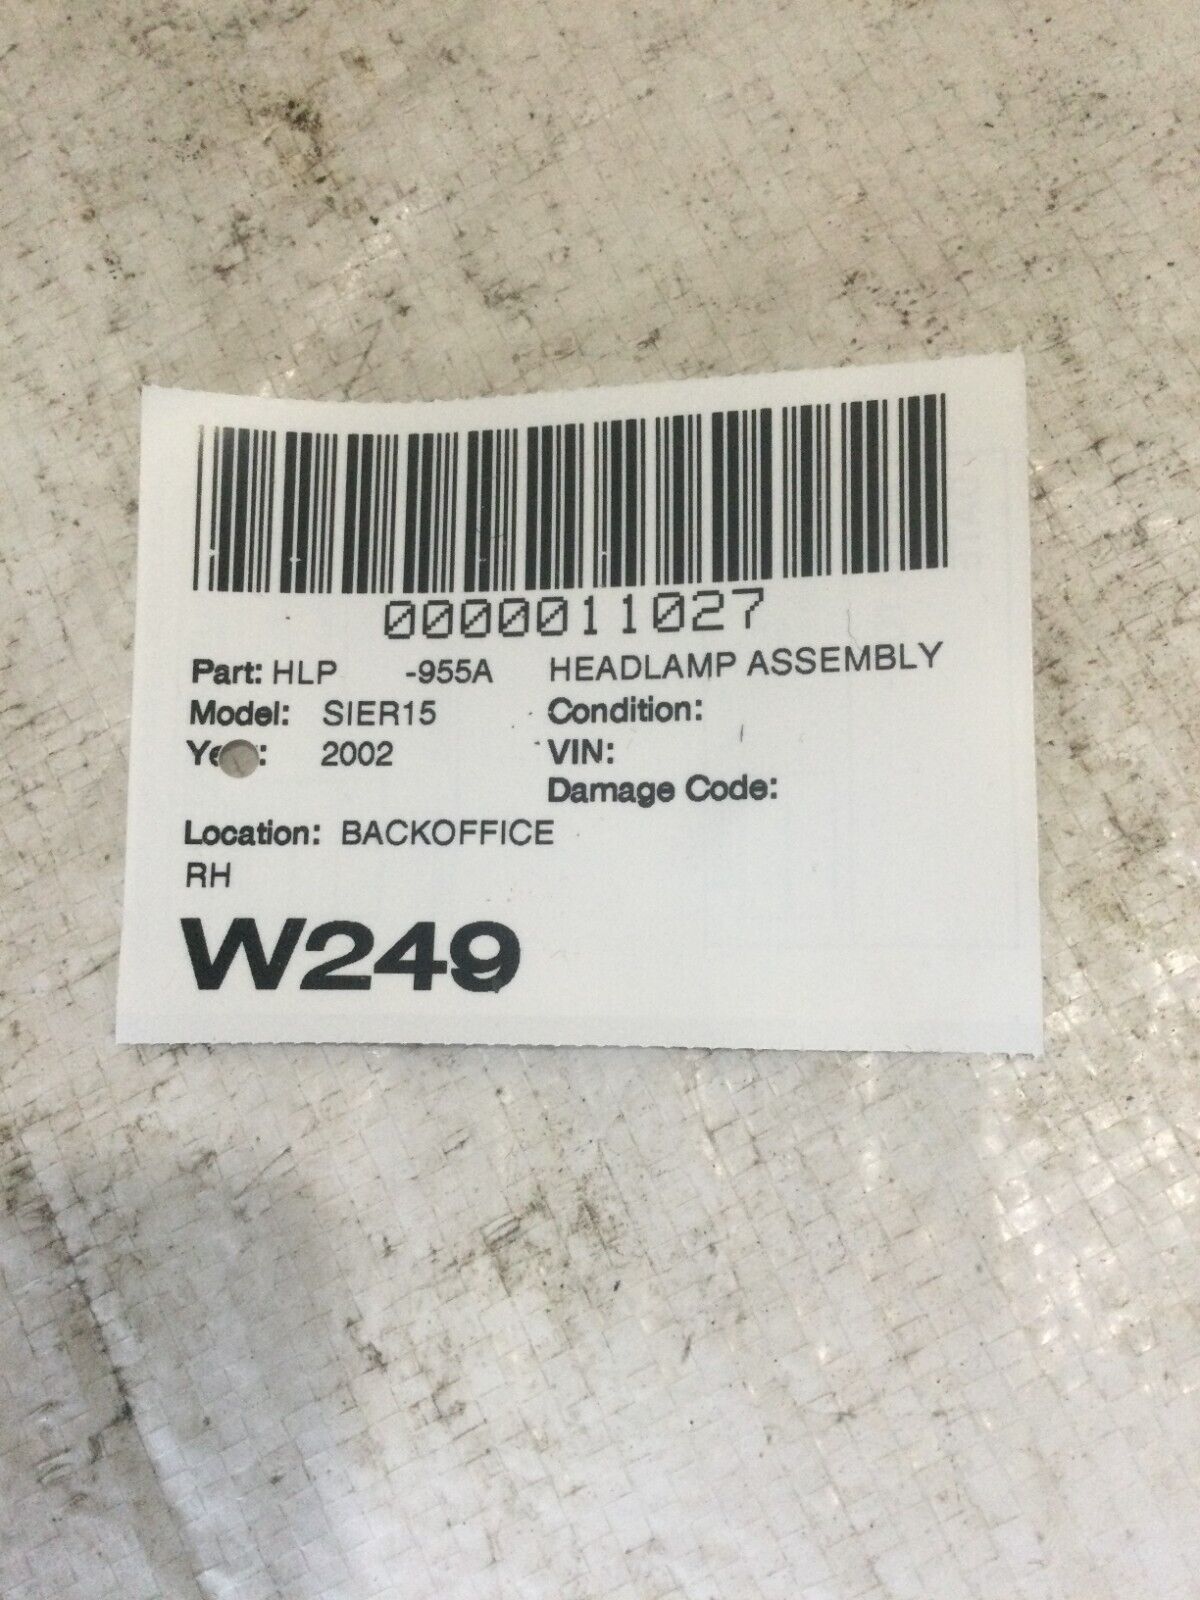 0000011027
Part: HLP -955A HEADLAMP ASSEMBLY
Model: SIER15 Condition:
2002 VIN:
Damage Code:
Location: BACKOFFICE
RH
W249